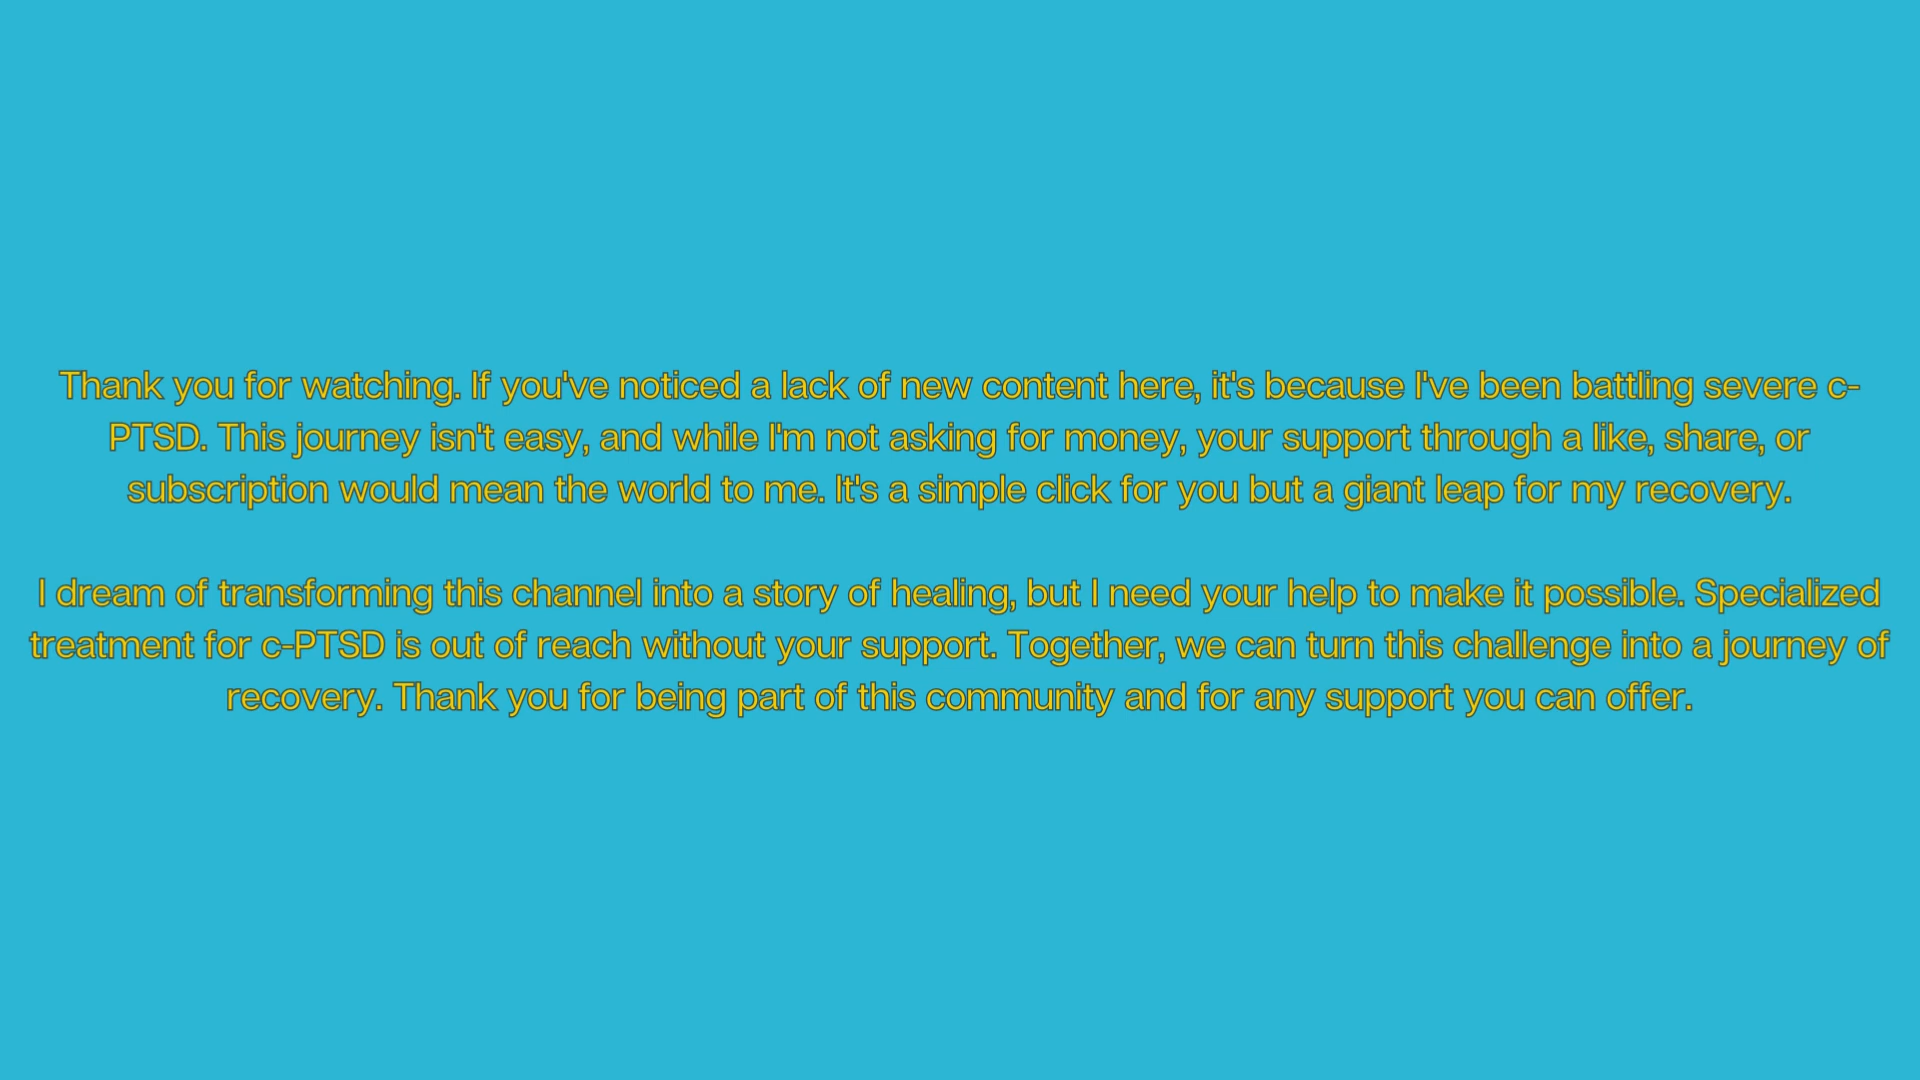 Thank you for watching. If you've noticed a lack of new content here, it's because I've been battling severe c-
PTSD. This journey isn't easy, and while I'm not asking for money, your support through a like, share, or
subscription would mean the world to me. It's a simple click for you but a giant leap for my recovery.
I dream of transforming this channel into a story of healing, but I need your help to make it possible. Specialized
treatment for c-PTSD is out of reach without your support. Together, we can turn this challenge into a journey of
recovery. Thank you for being part of this community and for any support you can offer.